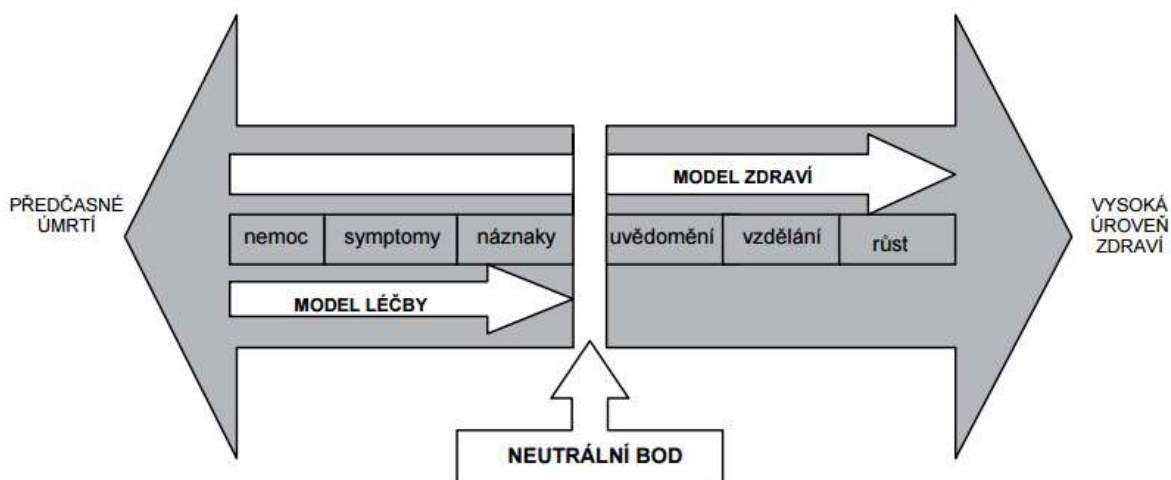 MODEL ZDRAVÍ
PŘEDČASNÉ
ÚMRTÍ
nemoc symptomy náznaky uvědomění vzdělání růst
VYSOKÁ
ÚROVEŇ
ZDRAVÍ
MODEL LÉČBY
NEUTRÁLNÍ BOD